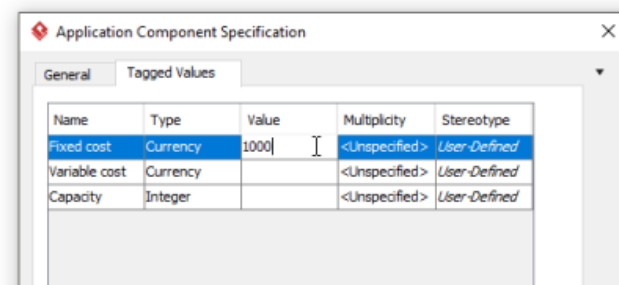 Application Component Specification
General Tagged Values
Name Type Value Multiplicity Stereotype
Fixed cost Currency 1000 <Unspecified> User-Defined
Variable cost Currency <Unspecified> User-Defined
Capacity Integer <Unspecified> User-Defined